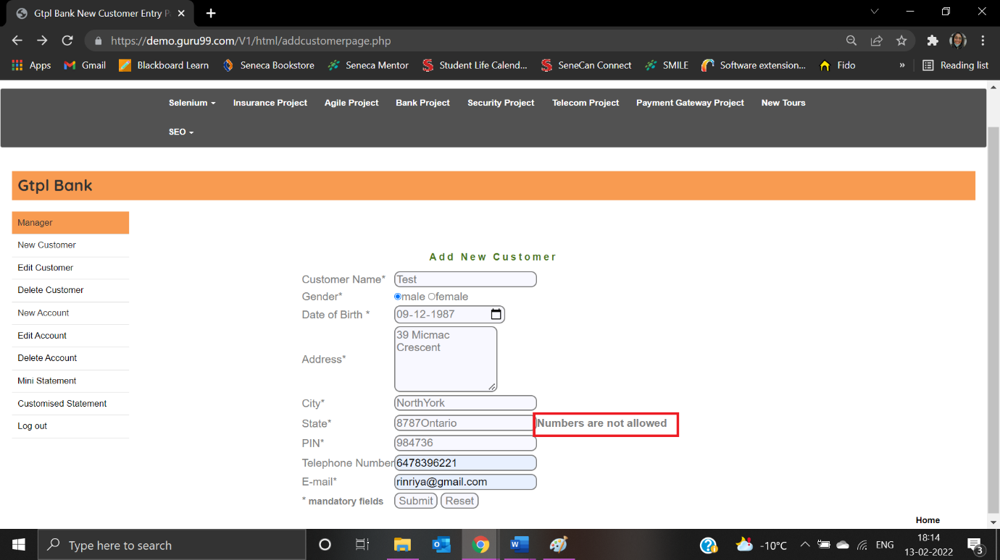 Gtpl Bank New Customer Entry P
https://demo.guru99.com/V1/html/addcustomerpage.php
Apps Gmail Blackboard Learn Seneca Bookstore Seneca Mentor Student Life Calend... SeneCan Connect SMILE Software extension... Fido » Reading list
Selenium Insurance Project Agile Project Bank Project Security Project Telecom Project Payment Gateway Project New Tours
SEO
Gtpl Bank
Manager
New Customer
Edit Customer
Delete Customer
New Account
Edit Account
Delete Account
Mini Statement
Customised Statement
Log out
Add New Customer
Customer Name* Test
Gender* male female
Date of Birth * 09-12-1987
Address* 39 Micmac
Crescent
City* NorthYork
State* 8787Ontario Numbers are not allowed
PIN* 984736
Telephone Number 6478396221
E-mail* rinriya@gmail.com
* mandatory fields Submit Reset
Home
Type here to search -10°C ENG 18:14
13-02-2022 3